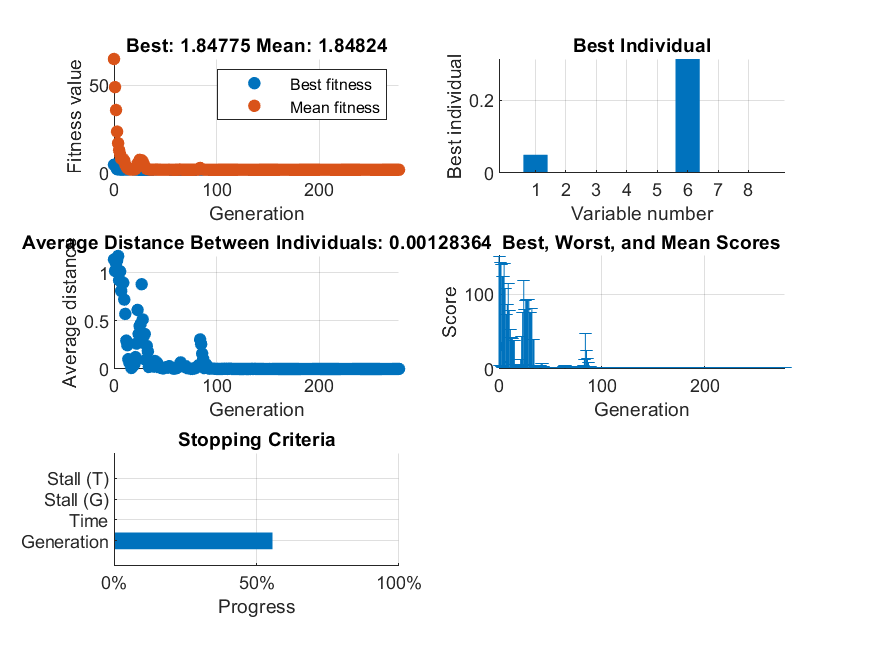 Best: 1.84775 Mean: 1.84824
Fitness value
50
0
0
200
Generation
Best fitness
Mean fitness
Best Individual
Best individual
0.2
0
1 2 3 4 5 6 7 8
Variable number
Average Distance Between Individuals: 0.00128364
Average distance
1
0.5
0
0 100 200
Generation
Best, Worst, and Mean Scores
Score
100
0
0 100 200
Generation
Stopping Criteria
Stall (T)
Stall (G)
Time
Generation
0% 50% 100%
Progress